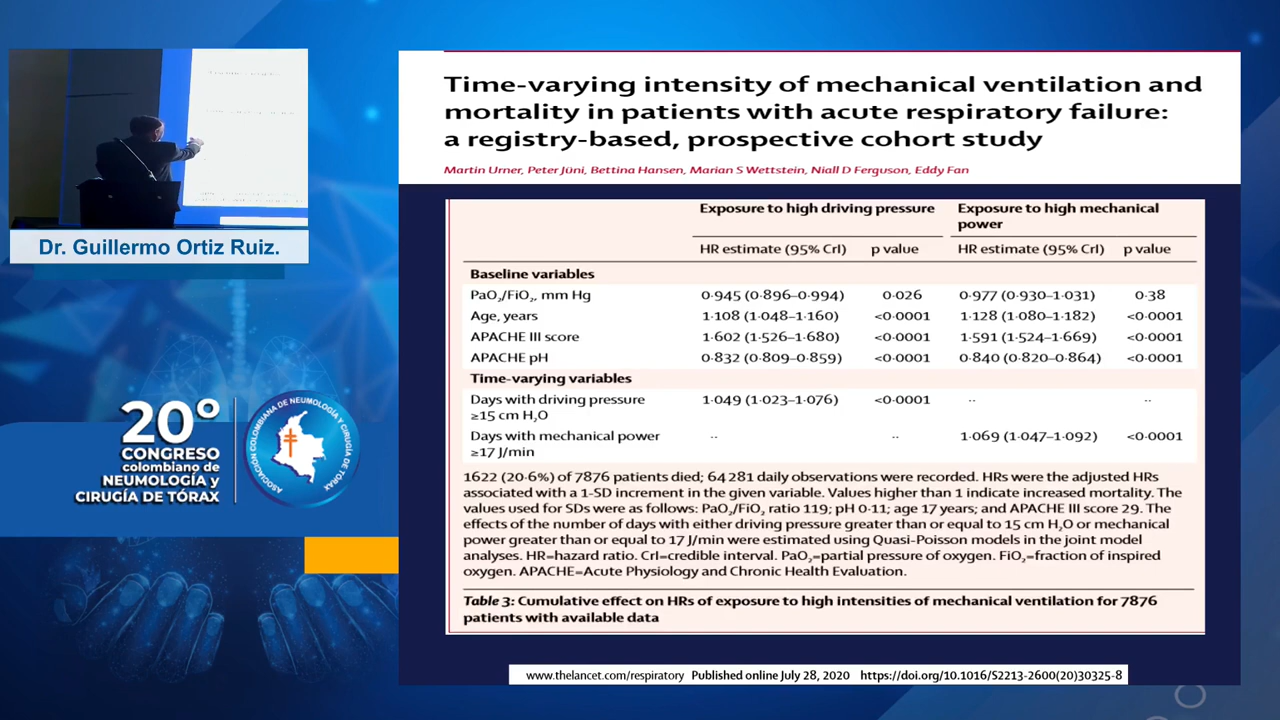 Time-varying intensity of mechanical ventilation and
mortality in patients with acute respiratory failure:
a registry-based, prospective cohort study
Martin Urner, Peter Jüni, Bettina Hansen, Marian S Wettstein, Niall D Ferguson, Eddy Fan
Dr. Guillermo Ortiz Ruiz.
20º
CONGRESO
colombiano de
NEUMOLOGÍA y
CIRUGÍA DE TÓRAX
ASOCIACIÓN COLOMBIANA DE NEUMOLOGÍA Y CIRUGÍA DE TÓRAX
Exposure to high driving pressure Exposure to high mechanical
power
HR estimate (95% CrI) p value HR estimate (95% CrI) p value
Baseline variables
PaO₂/FiO₂, mm Hg 0·945 (0·896–0·994) 0·026 0·977 (0·930–1·031) 0·38
Age, years 1·108 (1·048–1·160) <0·0001 1·128 (1·080–1·182) <0·0001
APACHE III score 1·602 (1·526–1·680) <0·0001 1·591 (1·524–1·669) <0·0001
APACHE pH 0·832 (0·809–0·859) <0·0001 0·840 (0·820–0·864) <0·0001
Time-varying variables
Days with driving pressure 1·049 (1·023–1·076) <0·0001 ·· ··
≥15 cm H₂O
Days with mechanical power ·· ·· 1·069 (1·047–1·092) <0·0001
≥17 J/min
1622 (20·6%) of 7876 patients died; 64 281 daily observations were recorded. HRs were the adjusted HRs
associated with a 1-SD increment in the given variable. Values higher than 1 indicate increased mortality. The
values used for SDs were as follows: PaO₂/FiO₂ ratio 119; pH 0·11; age 17 years; and APACHE III score 29. The
effects of the number of days with either driving pressure greater than or equal to 15 cm H₂O or mechanical
power greater than or equal to 17 J/min were estimated using Quasi-Poisson models in the joint model
analyses. HR=hazard ratio. CrI=credible interval. PaO₂=partial pressure of oxygen. FiO₂=fraction of inspired
oxygen. APACHE=Acute Physiology and Chronic Health Evaluation.
Table 3: Cumulative effect on HRs of exposure to high intensities of mechanical ventilation for 7876
patients with available data
www.thelancet.com/respiratory Published online July 28, 2020 https://doi.org/10.1016/S2213-2600(20)30325-8